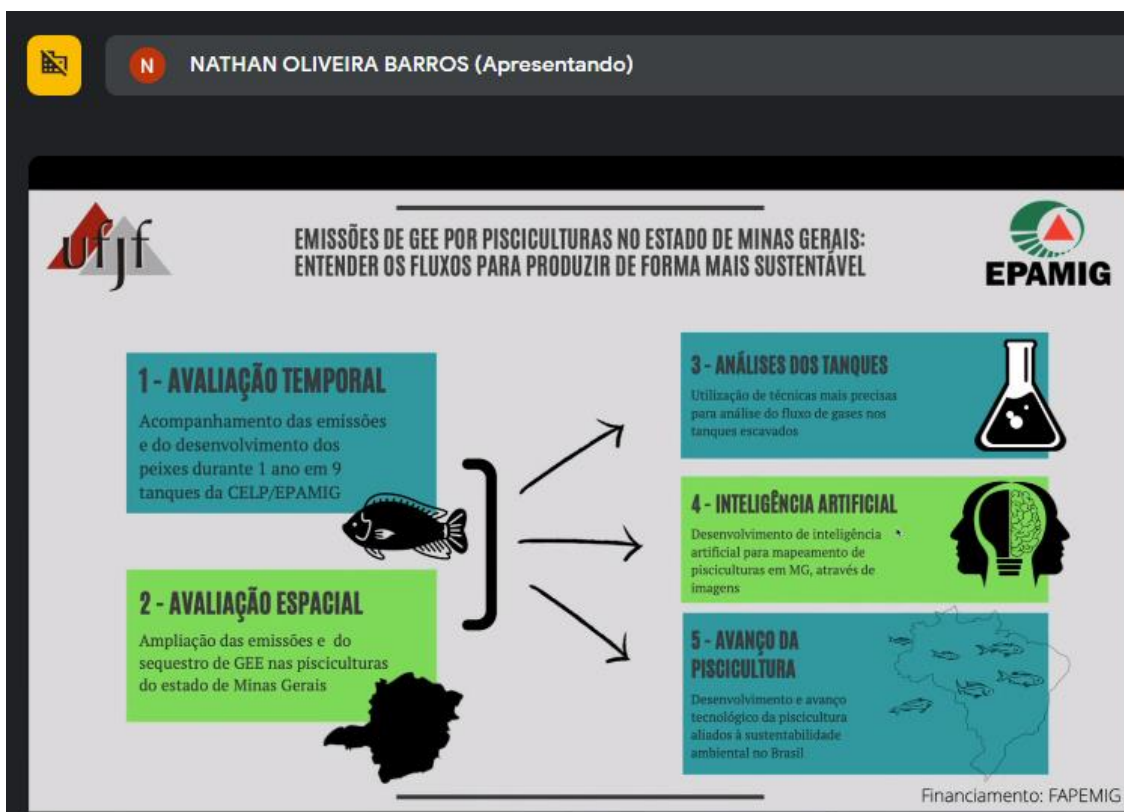 N NATHAN OLIVEIRA BARROS (Apresentando)
ufjf
EMISSÕES DE GEE POR PISCICULTURAS NO ESTADO DE MINAS GERAIS:
ENTENDER OS FLUXOS PARA PRODUZIR DE FORMA MAIS SUSTENTÁVEL
EPAMIG
1 - AVALIAÇÃO TEMPORAL
Acompanhamento das emissões
e do desenvolvimento dos
peixes durante 1 ano em 9
tanques da CELP/EPAMIG
2 - AVALIAÇÃO ESPACIAL
Ampliação das emissões e do
sequestro de GEE nas pisciculturas
do estado de Minas Gerais
3 - ANÁLISES DOS TANQUES
Utilização de técnicas mais precisas
para análise do fluxo de gases nos
tanques escavados
4 - INTELIGÊNCIA ARTIFICIAL
Desenvolvimento de inteligência
artificial para mapeamento de
pisciculturas em MG, através de
imagens
5 - AVANÇO DA
PISCICULTURA
Desenvolvimento e avanço
tecnológico da piscicultura
aliados à sustentabilidade
ambiental no Brasil
Financiamento: FAPEMIG